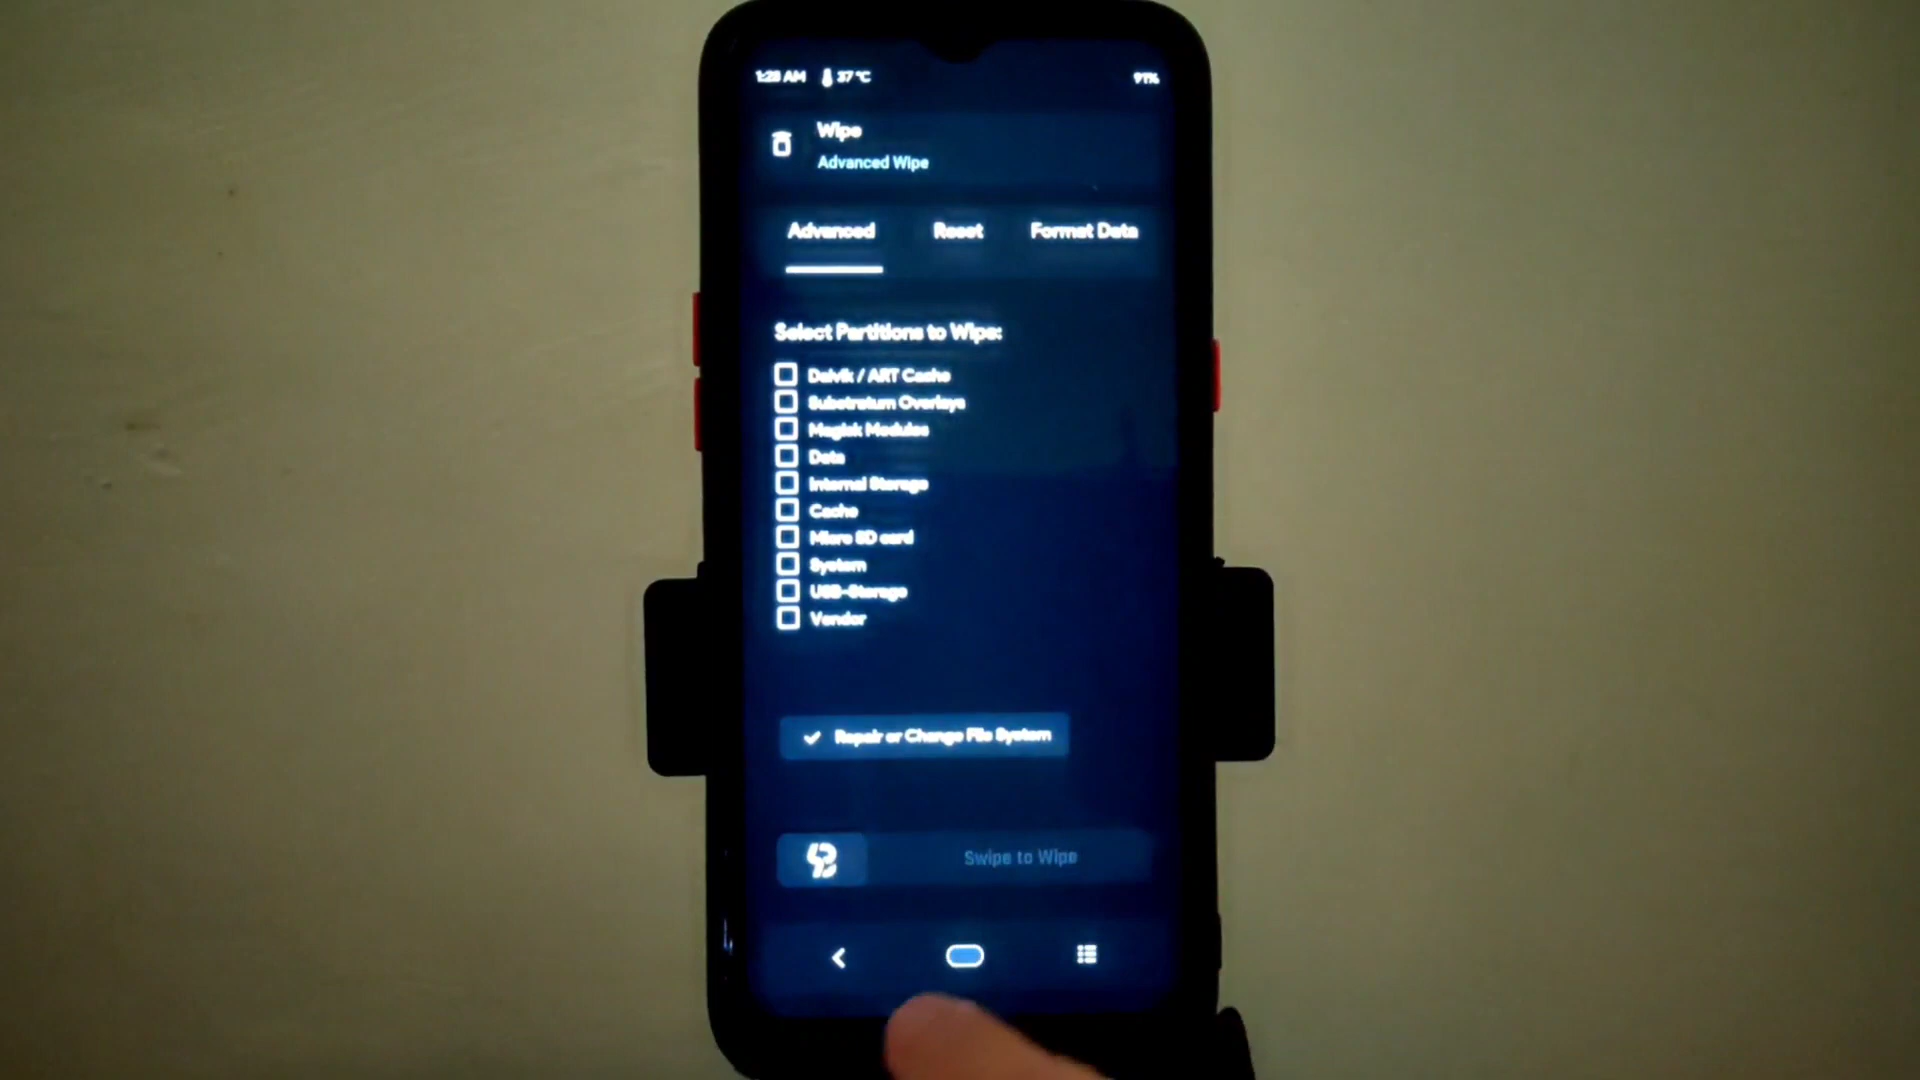 1:28 AM 37 °C 91%
Wipe
Advanced Wipe
Advanced Reset Format Data
Select Partitions to Wipe:
Dalvik / ART Cache
Substratum Overlays
Magisk Modules
Data
Internal Storage
Cache
Micro SD card
System
USB-Storage
Vendor
Repair or Change File System
Swipe to Wipe